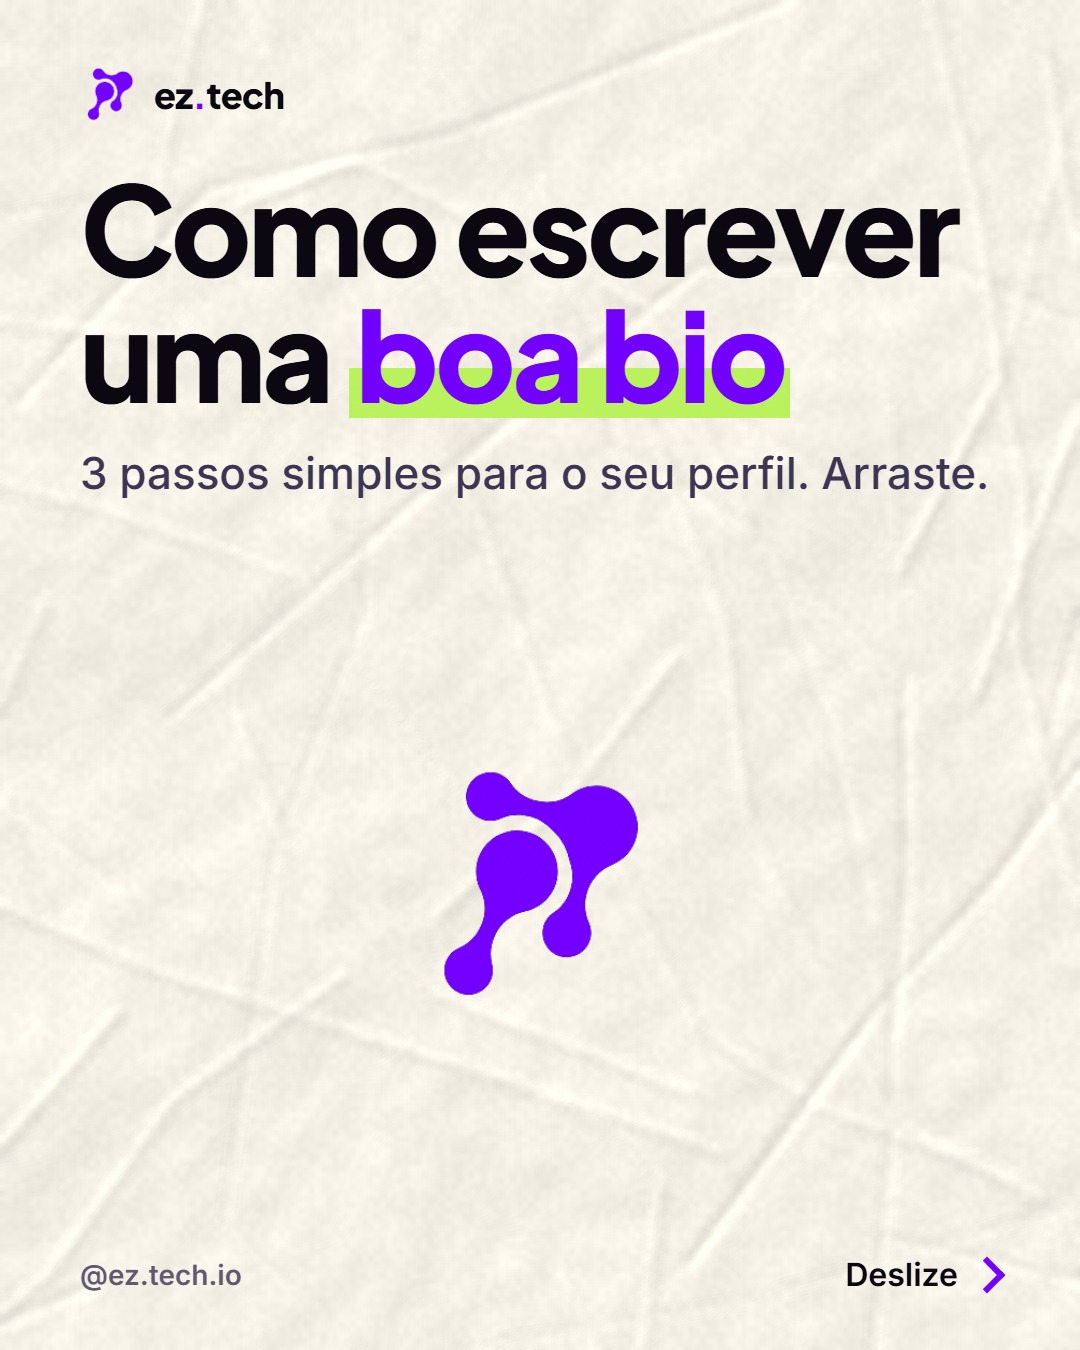 ez.tech
Como escrever
uma boa bio
3 passos simples para o seu perfil. Arraste.
@ez.tech.io
Deslize